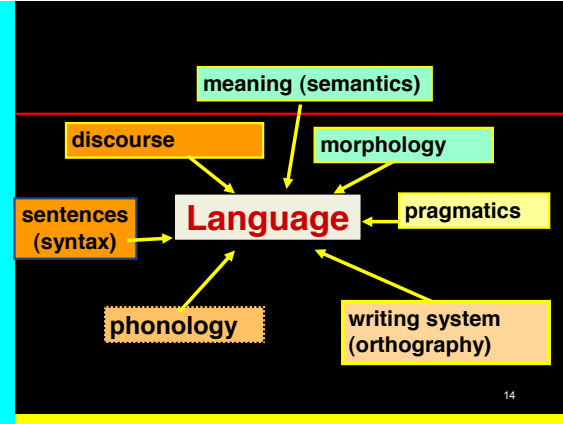 meaning (semantics)
discourse
morphology
sentences
(syntax)
Language
pragmatics
phonology
writing system
(orthography)
14